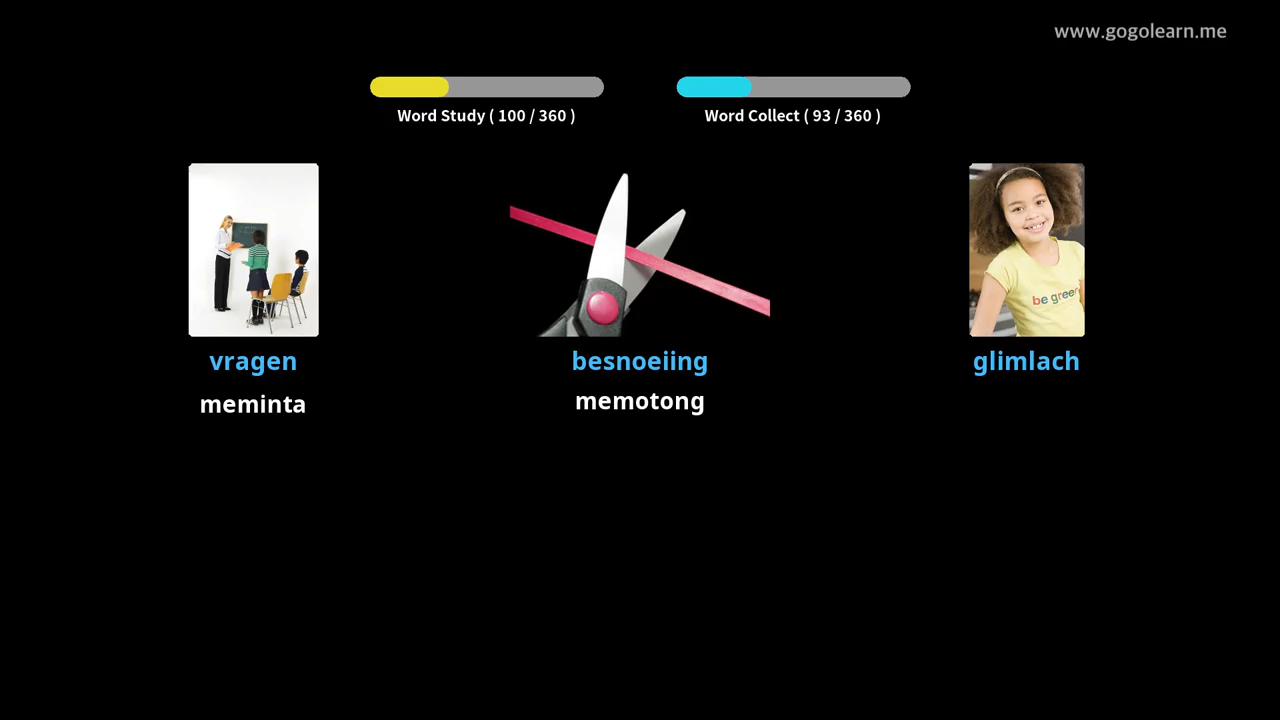 www.gogolearn.me
Word Study ( 100 / 360 )
Word Collect ( 93 / 360 )
be green
vragen
besnoeiing
glimlach
meminta
memotong